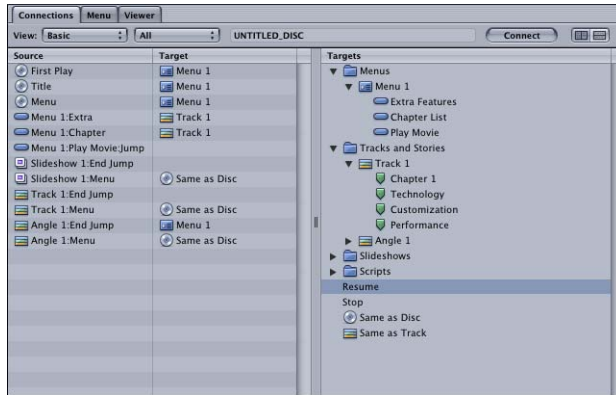 Connections Menu Viewer
View: Basic All UNTITLED_DISC Connect
Source Target
First Play Menu 1
Title Menu 1
Menu Menu 1
Menu 1:Extra Track 1
Menu 1:Chapter Track 1
Menu 1:Play Movie:Jump
Slideshow 1:End Jump
Slideshow 1:Menu Same as Disc
Track 1:End Jump
Track 1:Menu Same as Disc
Angle 1:End Jump Menu 1
Angle 1:Menu Same as Disc
Targets
Menus
Menu 1
Extra Features
Chapter List
Play Movie
Tracks and Stories
Track 1
Chapter 1
Technology
Customization
Performance
Angle 1
Slideshows
Scripts
Resume
Stop
Same as Disc
Same as Track